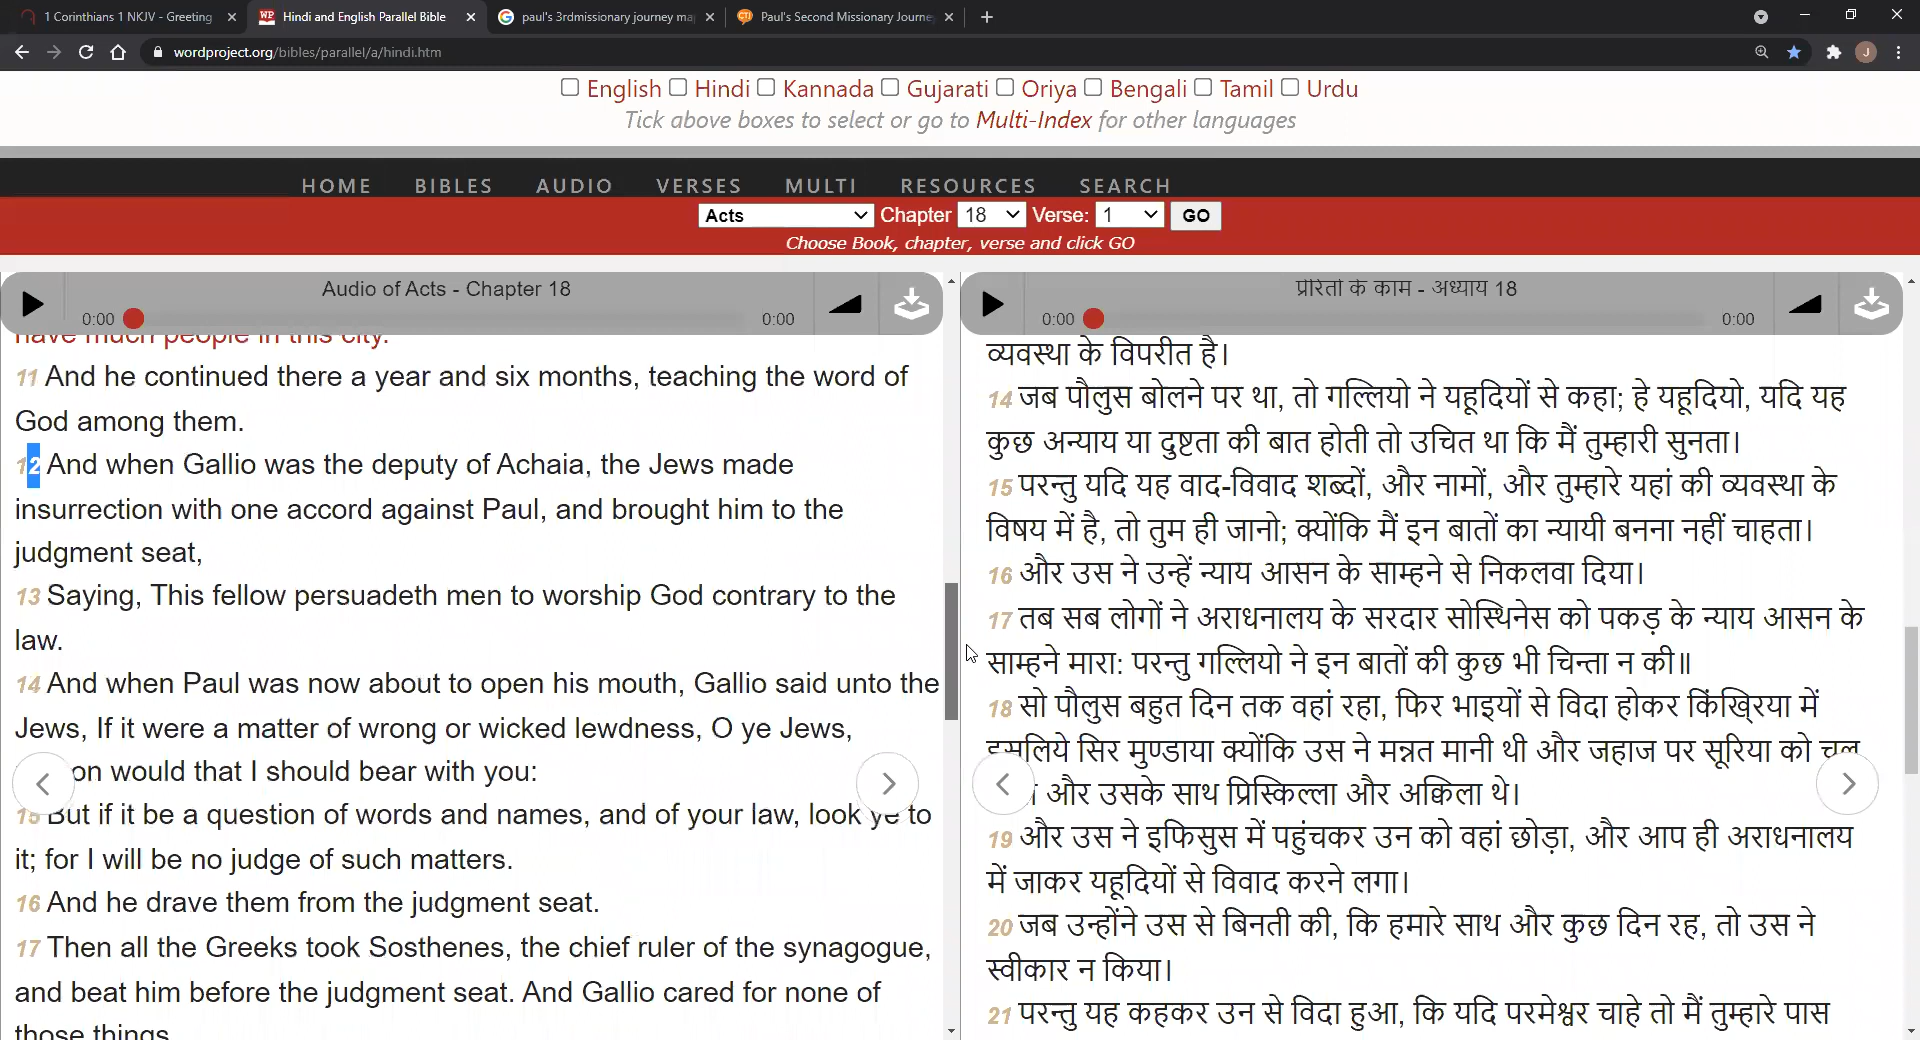 1 Corinthians 1 NKJV - Greeting
Hindi and English Parallel Bible
paul's 3rdmissionary journey ma
Paul's Second Missionary Journe
wordproject.org/bibles/parallel/a/hindi.htm
J
English Hindi Kannada Gujarati Oriya Bengali Tamil Urdu
Tick above boxes to select or go to Multi-Index for other languages
HOME BIBLES AUDIO VERSES MULTI RESOURCES SEARCH
Acts Chapter 18 Verse: 1 GO
Choose Book, chapter, verse and click GO
Audio of Acts - Chapter 18
0:00 0:00
have much people in this city.
11 And he continued there a year and six months, teaching the word of
God among them.
12 And when Gallio was the deputy of Achaia, the Jews made
insurrection with one accord against Paul, and brought him to the
judgment seat,
13 Saying, This fellow persuadeth men to worship God contrary to the
law.
14 And when Paul was now about to open his mouth, Gallio said unto the
Jews, If it were a matter of wrong or wicked lewdness, O ye Jews,
on would that I should bear with you:
15 But if it be a question of words and names, and of your law, look ye to
it; for I will be no judge of such matters.
16 And he drave them from the judgment seat.
17 Then all the Greeks took Sosthenes, the chief ruler of the synagogue,
and beat him before the judgment seat. And Gallio cared for none of
those things.
प्रेरितों के काम - अध्याय 18
0:00 0:00
व्यवस्था के विपरीत है।
14 जब पौलुस बोलने पर था, तो गल्लियो ने यहूदियों से कहा; हे यहूदियो, यदि यह
कुछ अन्याय या दुष्टता की बात होती तो उचित था कि मैं तुम्हारी सुनता।
15 परन्तु यदि यह वाद-विवाद शब्दों, और नामों, और तुम्हारे यहां की व्यवस्था के
विषय में है, तो तुम ही जानो; क्योंकि मैं इन बातों का न्यायी बनना नहीं चाहता।
16 और उस ने उन्हें न्याय आसन के साम्हने से निकलवा दिया।
17 तब सब लोगों ने अराधनालय के सरदार सोस्थिनेस को पकड़ के न्याय आसन के
साम्हने मारा: परन्तु गल्लियो ने इन बातों की कुछ भी चिन्ता न की॥
18 सो पौलुस बहुत दिन तक वहां रहा, फिर भाइयों से विदा होकर किंख्रिया में
इसलिये सिर मुण्डाया क्योंकि उस ने मन्नत मानी थी और जहाज पर सूरिया को चल
और उसके साथ प्रिस्किल्ला और अक्विला थे।
19 और उस ने इफिसुस में पहुंचकर उन को वहां छोड़ा, और आप ही अराधनालय
में जाकर यहूदियों से विवाद करने लगा।
20 जब उन्होंने उस से बिनती की, कि हमारे साथ और कुछ दिन रह, तो उस ने
स्वीकार न किया।
21 परन्तु यह कहकर उन से विदा हुआ, कि यदि परमेश्वर चाहे तो मैं तुम्हारे पास